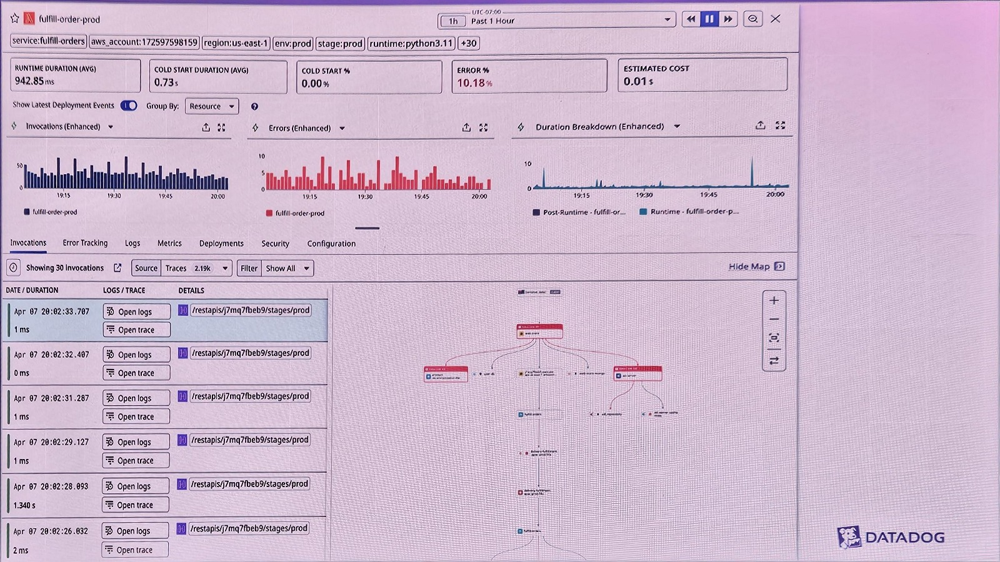 fulfill-order-prod
UTC-07:00
1h Past 1 Hour
service:fulfill-orders aws_account:172597598159 region:us-east-1 env:prod stage:prod runtime:python3.11 +30
RUNTIME DURATION (AVG)
942.85 ms
COLD START DURATION (AVG)
0.73 s
COLD START %
0.00 %
ERROR %
10.18 %
ESTIMATED COST
0.01 $
Show Latest Deployment Events Group By: Resource
Invocations (Enhanced)
50
0
19:15 19:30 19:45 20:00
fulfill-order-prod
Errors (Enhanced)
10
5
0
19:15 19:30 19:45 20:00
fulfill-order-prod
Duration Breakdown (Enhanced)
10
0
19:15 19:30 19:45 20:00
Post-Runtime - fulfill-or... Runtime - fulfill-order-p...
Invocations Error Tracking Logs Metrics Deployments Security Configuration
Showing 30 Invocations Source Traces 2.19k Filter Show All Hide Map
DATE / DURATION LOGS / TRACE DETAILS
Apr 07 20:02:33.707 Open logs /restapis/j7mq7fbeb9/stages/prod
1 ms Open trace
Apr 07 20:02:32.407 Open logs /restapis/j7mq7fbeb9/stages/prod
0 ms Open trace
Apr 07 20:02:31.287 Open logs /restapis/j7mq7fbeb9/stages/prod
1 ms Open trace
Apr 07 20:02:29.127 Open logs /restapis/j7mq7fbeb9/stages/prod
1 ms Open trace
Apr 07 20:02:28.093 Open logs /restapis/j7mq7fbeb9/stages/prod
1.340 s Open trace
Apr 07 20:02:26.032 Open logs /restapis/j7mq7fbeb9/stages/prod
2 ms Open trace
DATADOG